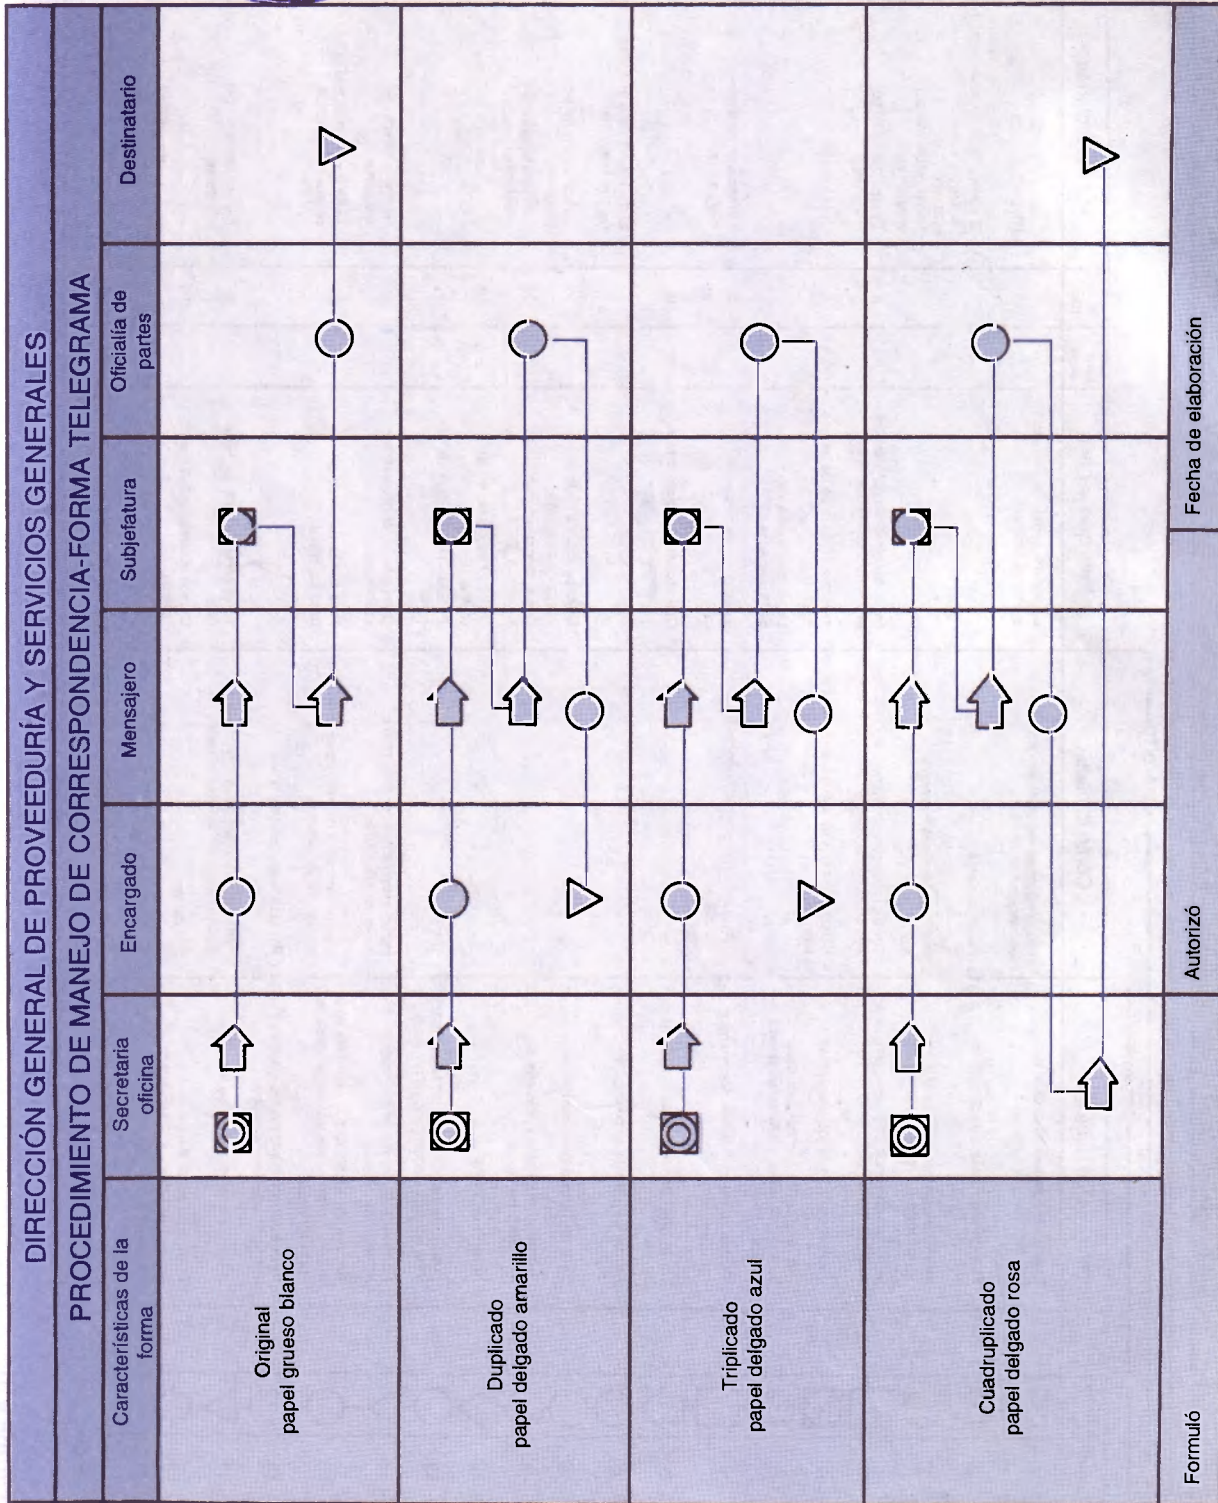 DIRECCIÓN GENERAL DE PROVEEDURÍA Y SERVICIOS GENERALES
PROCEDIMIENTO DE MANEJO DE CORRESPONDENCIA-FORMA TELEGRAMA
Características de la
forma
Secretaria
oficina
Encargado
Mensajero
Subjefatura
Oficialía de
partes
Destinatario
Original
papel grueso blanco
Duplicado
papel delgado amarillo
Triplicado
papel delgado azul
Cuadruplicado
papel delgado rosa
Formuló
Autorizó
Fecha de elaboración